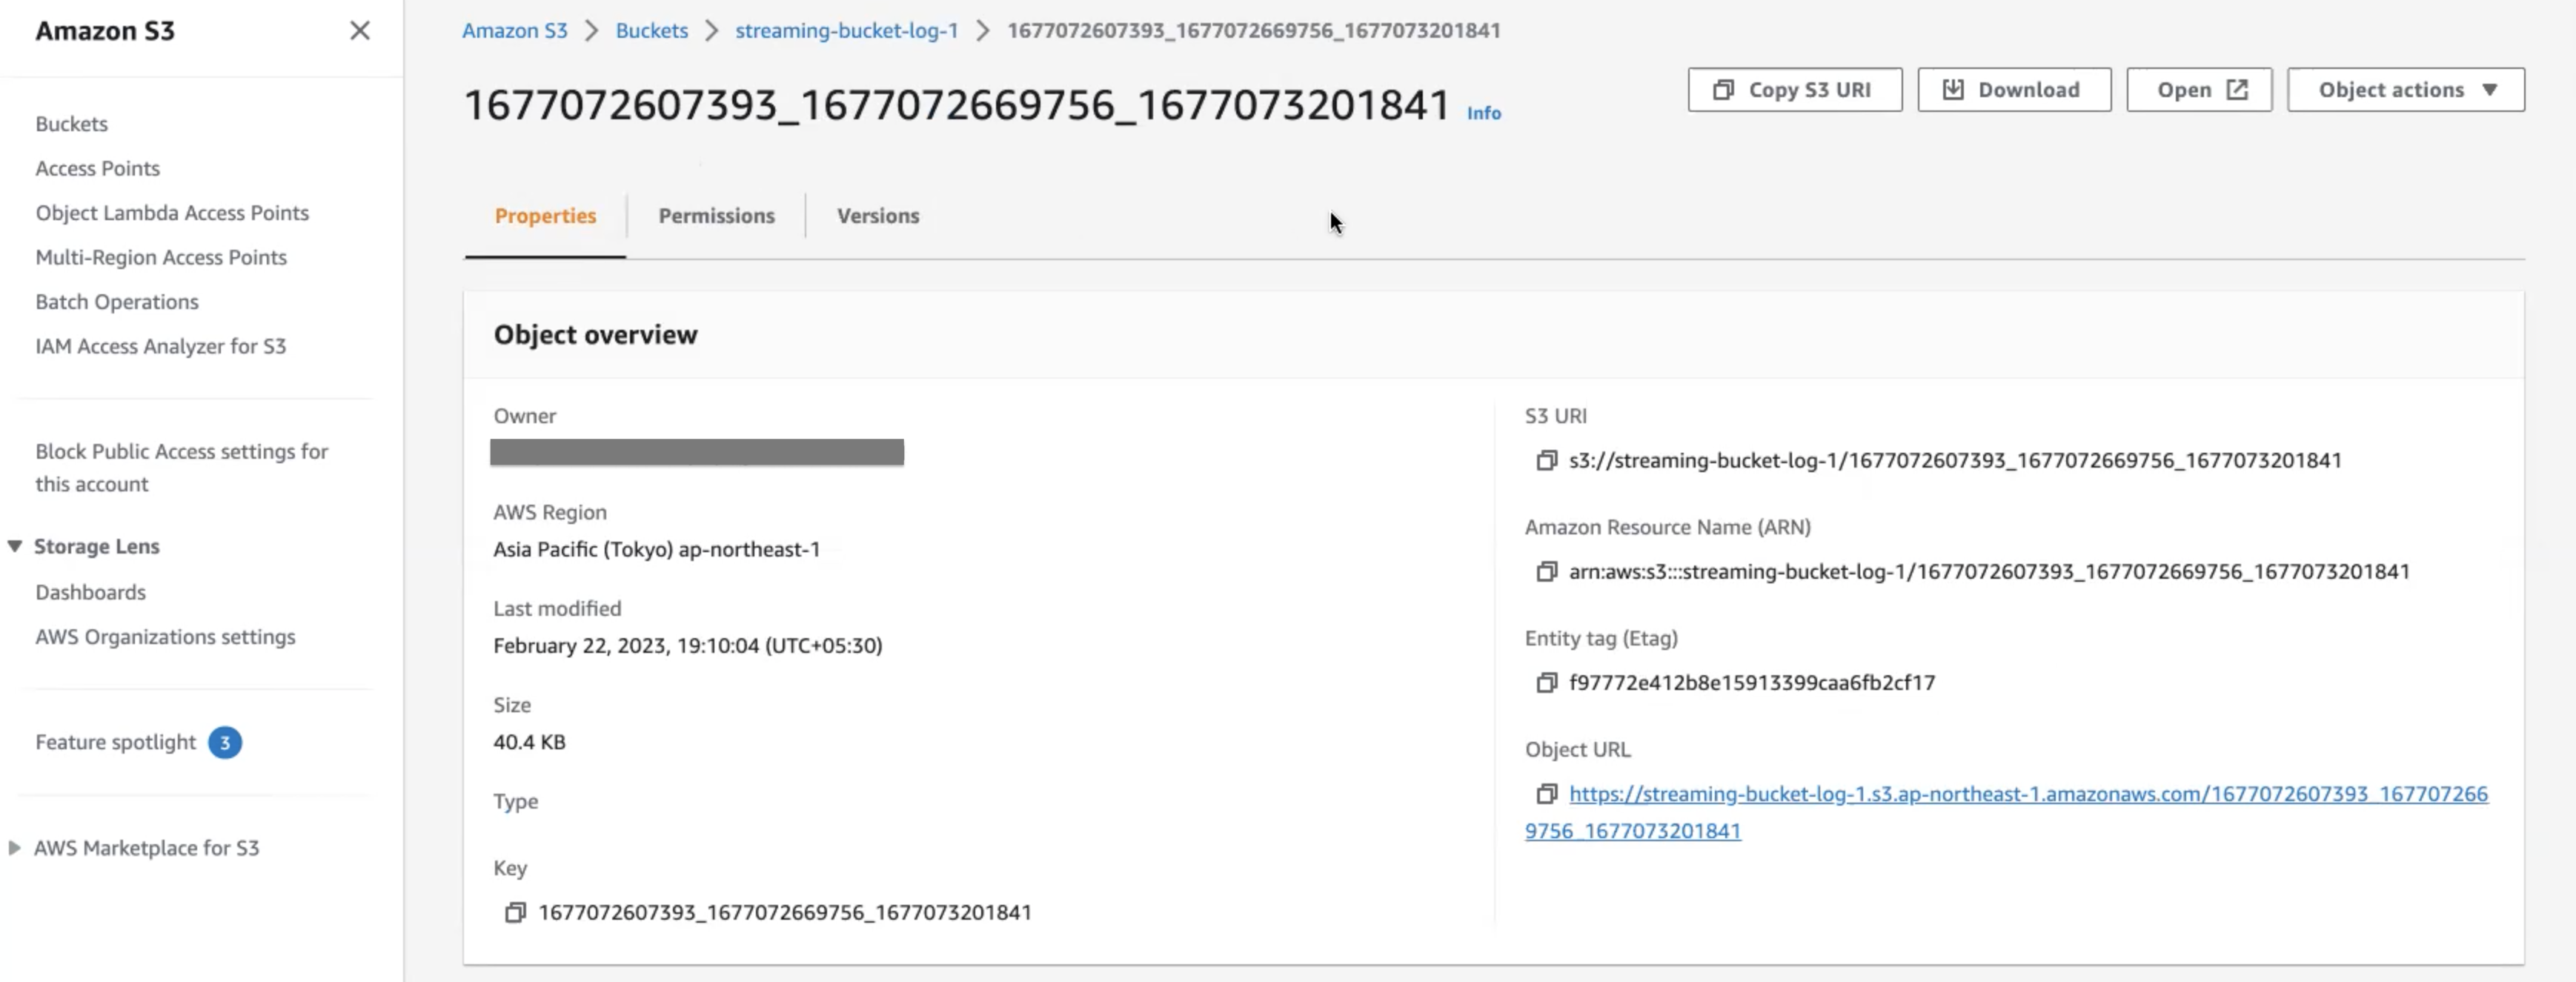 Amazon S3
Buckets
Access Points
Object Lambda Access Points
Multi-Region Access Points
Batch Operations
IAM Access Analyzer for S3
Block Public Access settings for
this account
Storage Lens
Dashboards
AWS Organizations settings
Feature spotlight 3
AWS Marketplace for S3
Amazon S3 > Buckets > streaming-bucket-log-1 > 1677072607393_1677072669756_1677073201841
1677072607393_1677072669756_1677073201841 Info
Copy S3 URI Download Open Object actions
Properties Permissions Versions
Object overview
Owner
AWS Region
Asia Pacific (Tokyo) ap-northeast-1
Last modified
February 22, 2023, 19:10:04 (UTC+05:30)
Size
40.4 KB
Type
Key
1677072607393_1677072669756_1677073201841
S3 URI
s3://streaming-bucket-log-1/1677072607393_1677072669756_1677073201841
Amazon Resource Name (ARN)
arn:aws:s3:::streaming-bucket-log-1/1677072607393_1677072669756_1677073201841
Entity tag (Etag)
f97772e412b8e15913399caa6fb2cf17
Object URL
https://streaming-bucket-log-1.s3.ap-northeast-1.amazonaws.com/1677072607393_167707266
9756_1677073201841